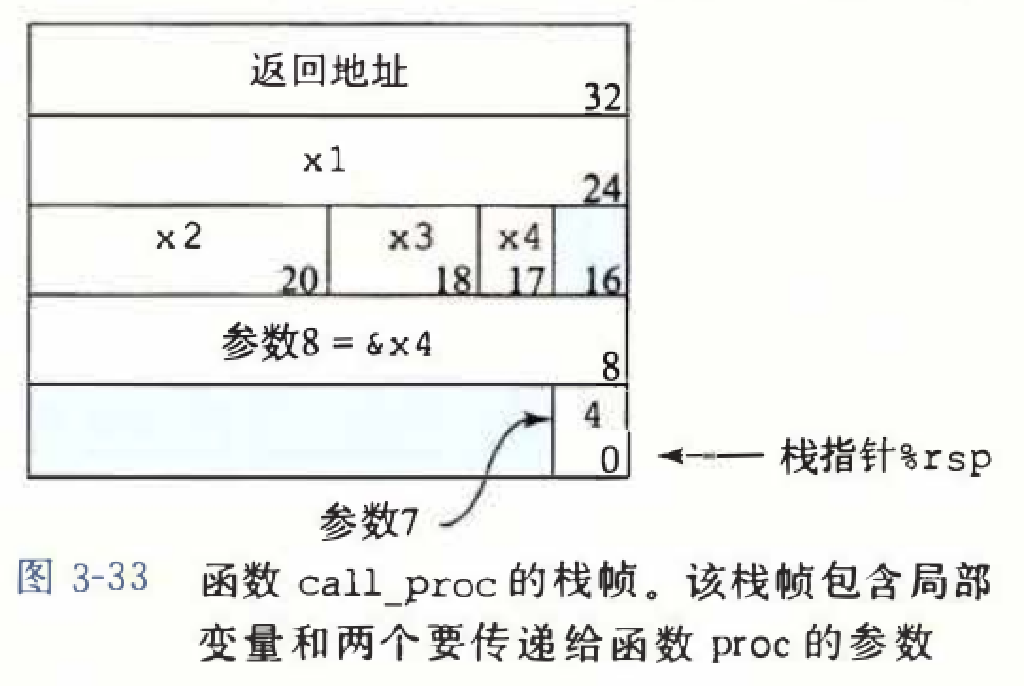 返回地址
32
x1
24
x2
20
x3
18
x4
17
16
参数8 = &x4
8
4
0
栈指针%rsp
参数7
图 3-33 函数 call_proc 的栈帧。该栈帧包含局部
变量和两个要传递给函数 proc 的参数